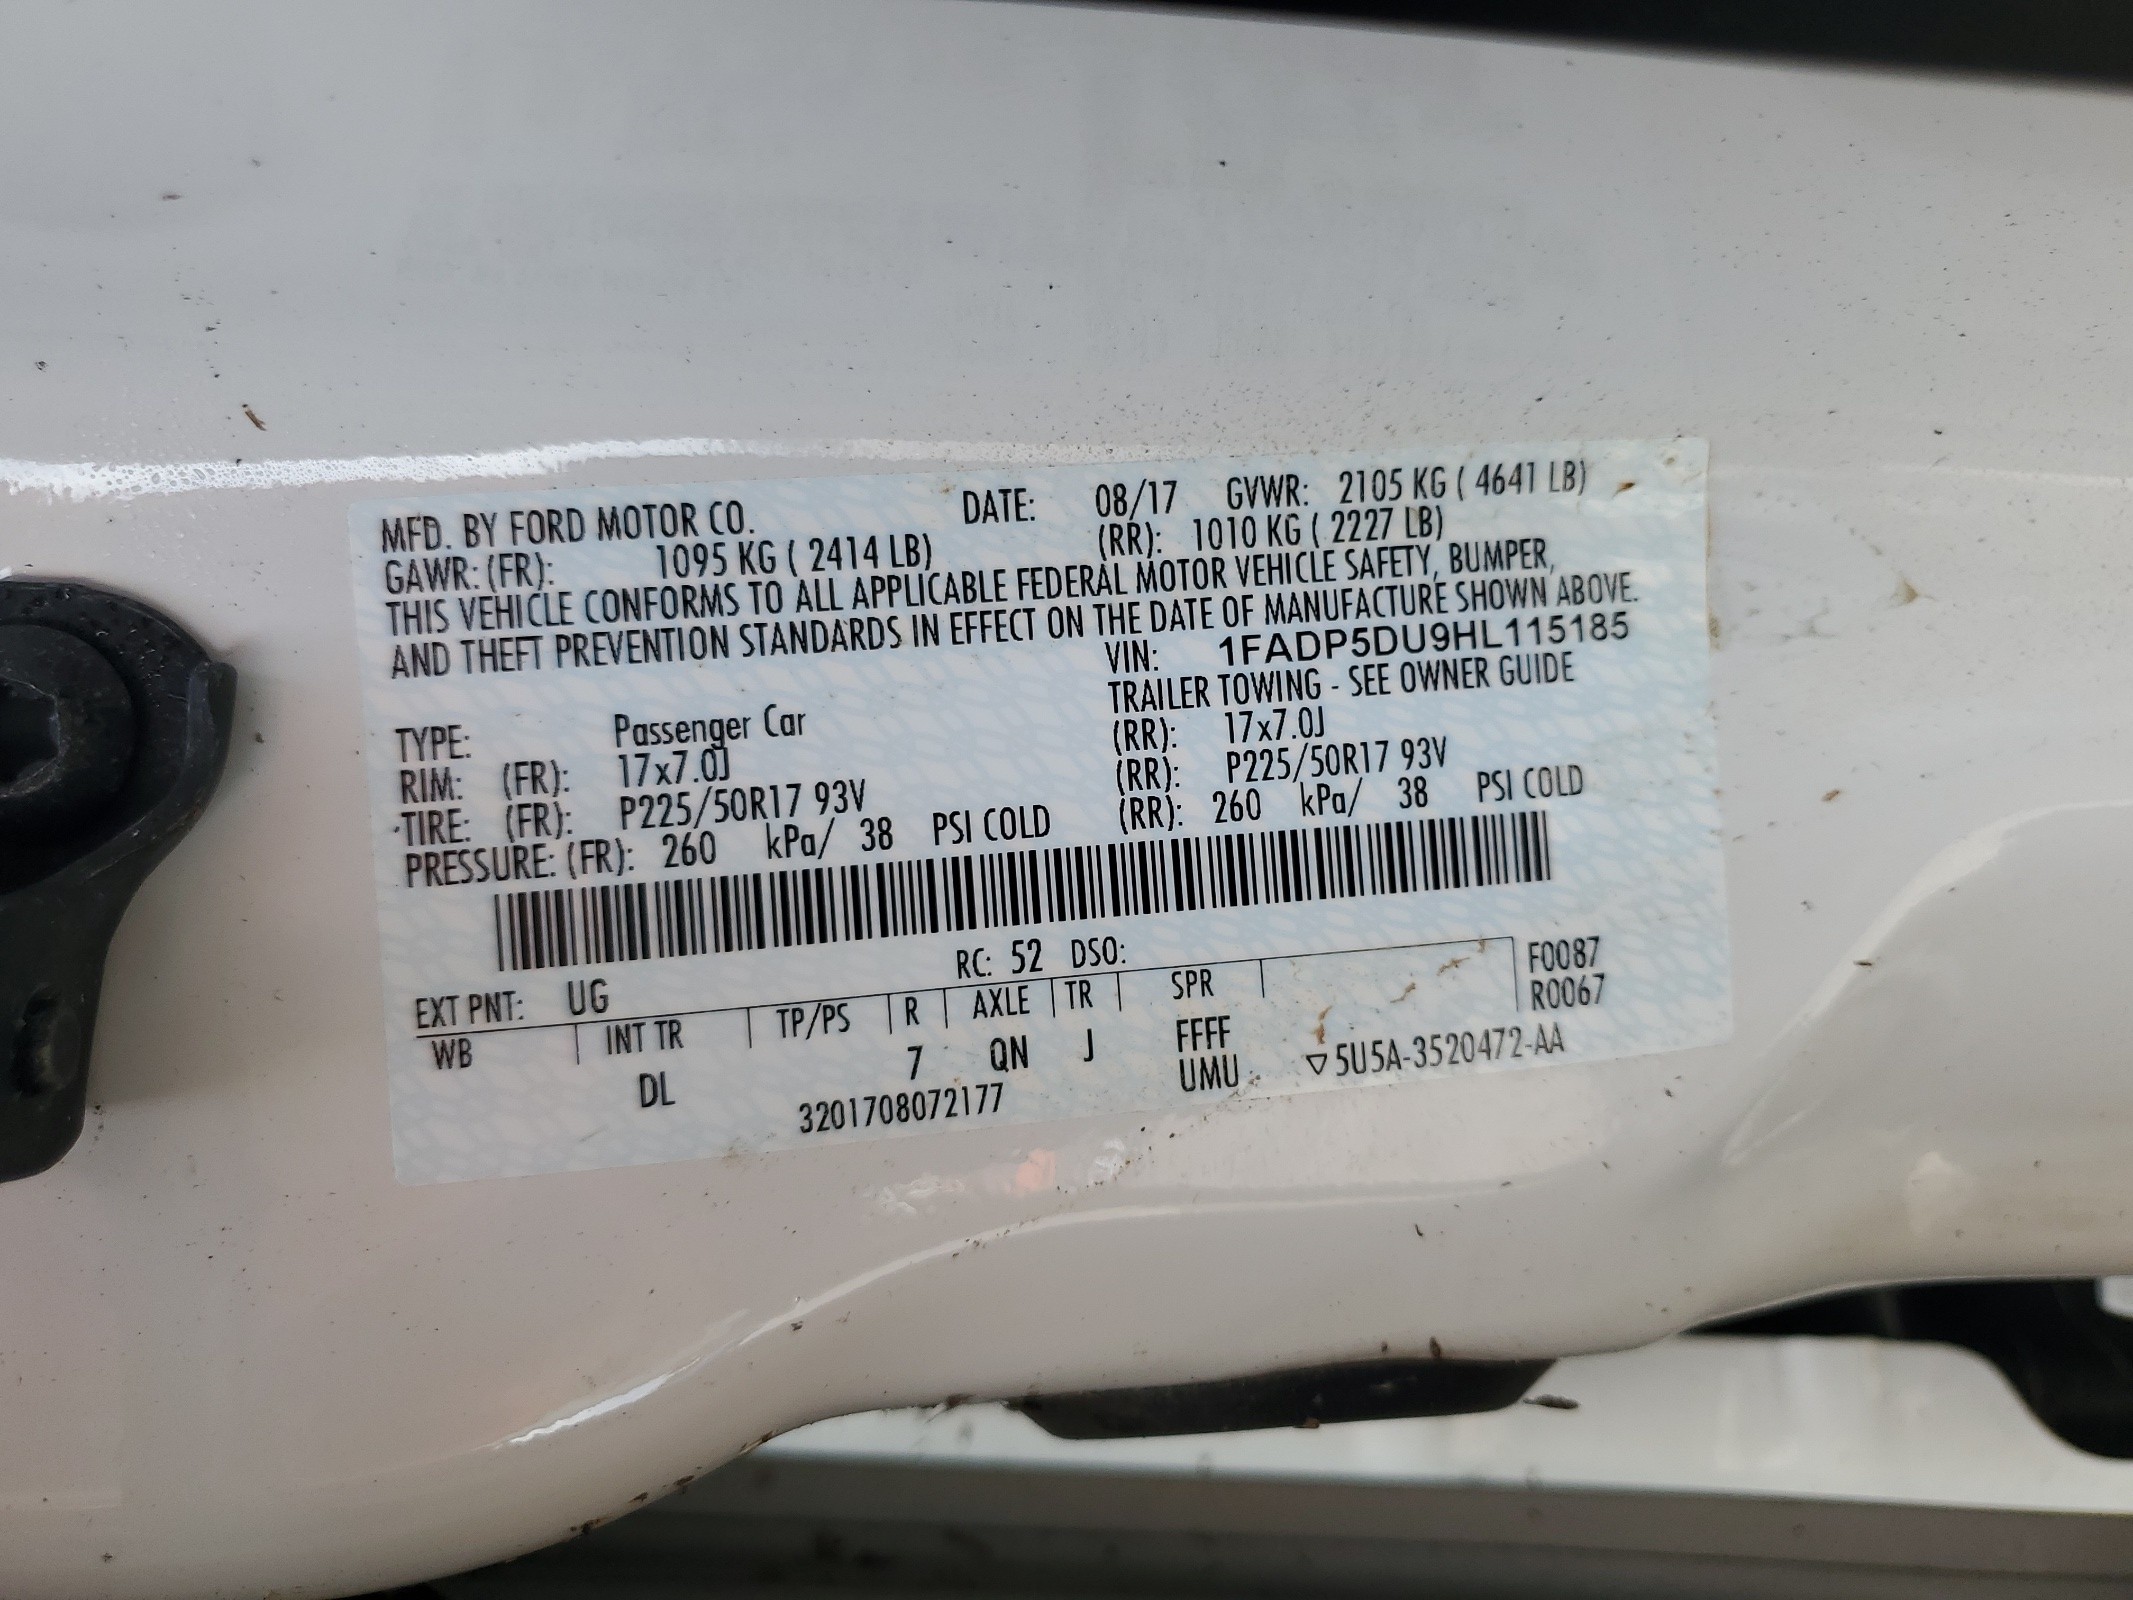 MFD. BY FORD MOTOR CO. DATE: 08/17 GVWR: 2105 KG ( 4641 LB)
GAWR: (FR): 1095 KG ( 2414 LB) (RR): 1010 KG ( 2227 LB)
THIS VEHICLE CONFORMS TO ALL APPLICABLE FEDERAL MOTOR VEHICLE SAFETY, BUMPER,
AND THEFT PREVENTION STANDARDS IN EFFECT ON THE DATE OF MANUFACTURE SHOWN ABOVE.
VIN: 1FADP5DU9HL115185
TRAILER TOWING - SEE OWNER GUIDE
TYPE: Passenger Car
RIM: (FR): 17x7.0J (RR): 17x7.0J
TIRE: (FR): P225/50R17 93V (RR): P225/50R17 93V
PRESSURE: (FR): 260 kPa/ 38 PSI COLD (RR): 260 kPa/ 38 PSI COLD
EXT PNT: UG RC: 52 DSO: F0087
WB INT TR TP/PS R AXLE TR SPR R0067
DL 7 QN J FFFF
UMU ▽5U5A-3520472-AA
3201708072177